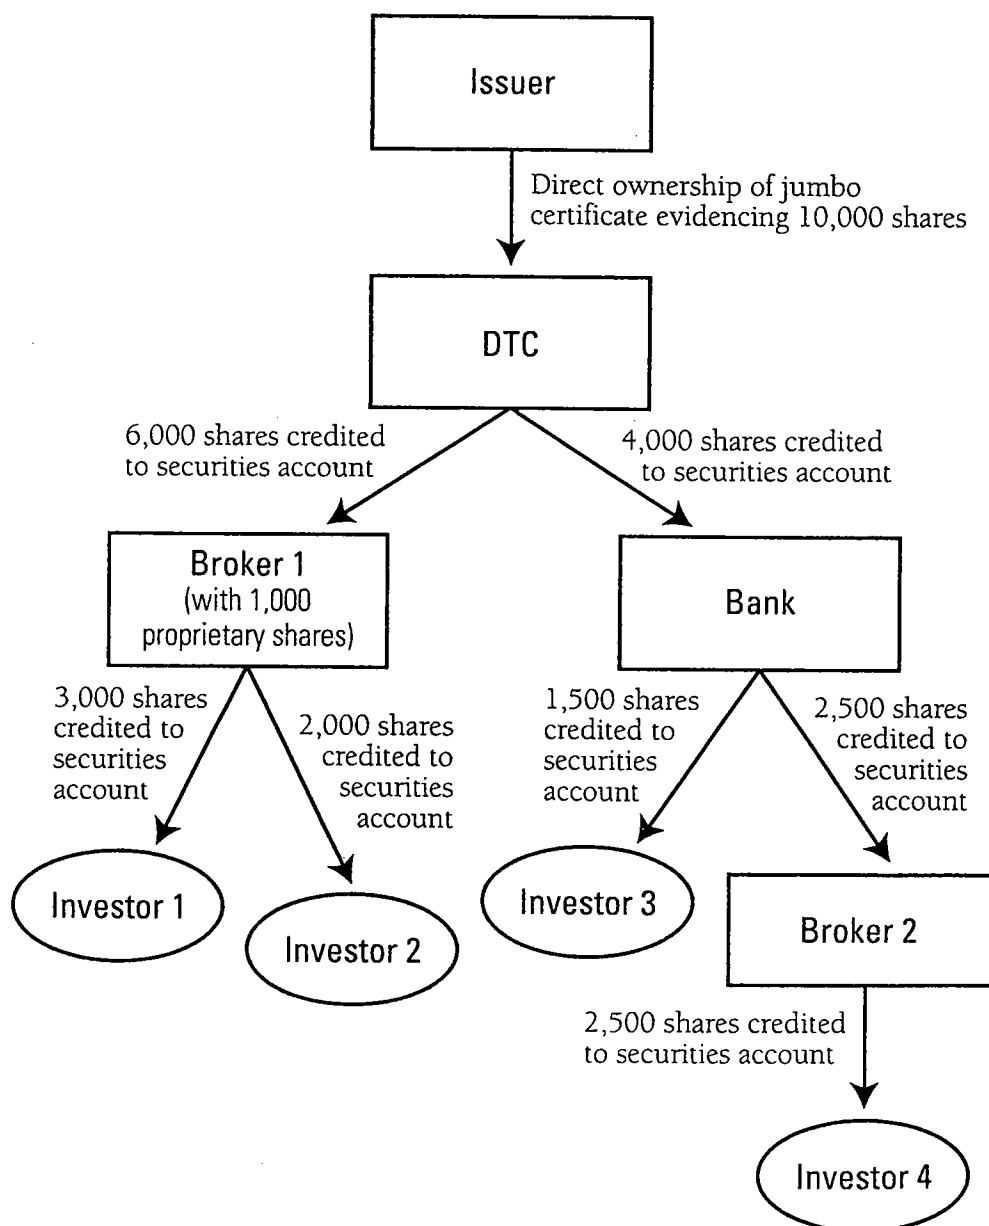 Issuer
Direct ownership of jumbo
certificate evidencing 10,000 shares
DTC
6,000 shares credited
to securities account
4,000 shares credited
to securities account
Broker 1
(with 1,000
proprietary shares)
Bank
3,000 shares
credited to
securities
account
2,000 shares
credited to
securities
account
1,500 shares
credited to
securities
account
2,500 shares
credited to
securities
account
Investor 1
Investor 2
Investor 3
Broker 2
2,500 shares credited
to securities account
Investor 4